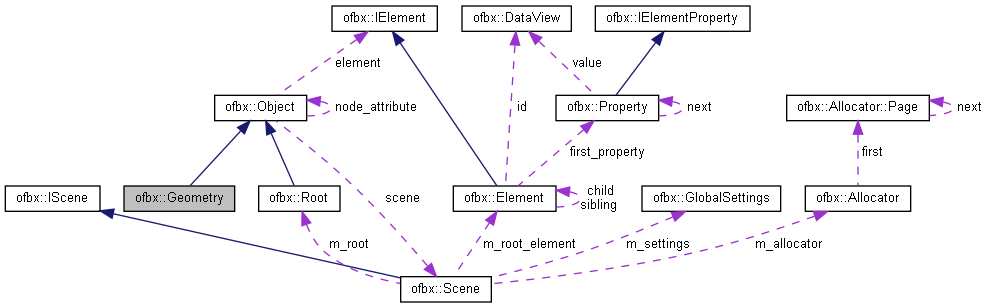 ofbx::IElement
ofbx::DataView
ofbx::IElementProperty
element
value
ofbx::Object
node_attribute
id
ofbx::Property
next
ofbx::Allocator::Page
next
first_property
first
ofbx::IScene
ofbx::Geometry
ofbx::Root
scene
ofbx::Element
child
sibling
ofbx::GlobalSettings
ofbx::Allocator
m_root
m_root_element
m_settings
m_allocator
ofbx::Scene